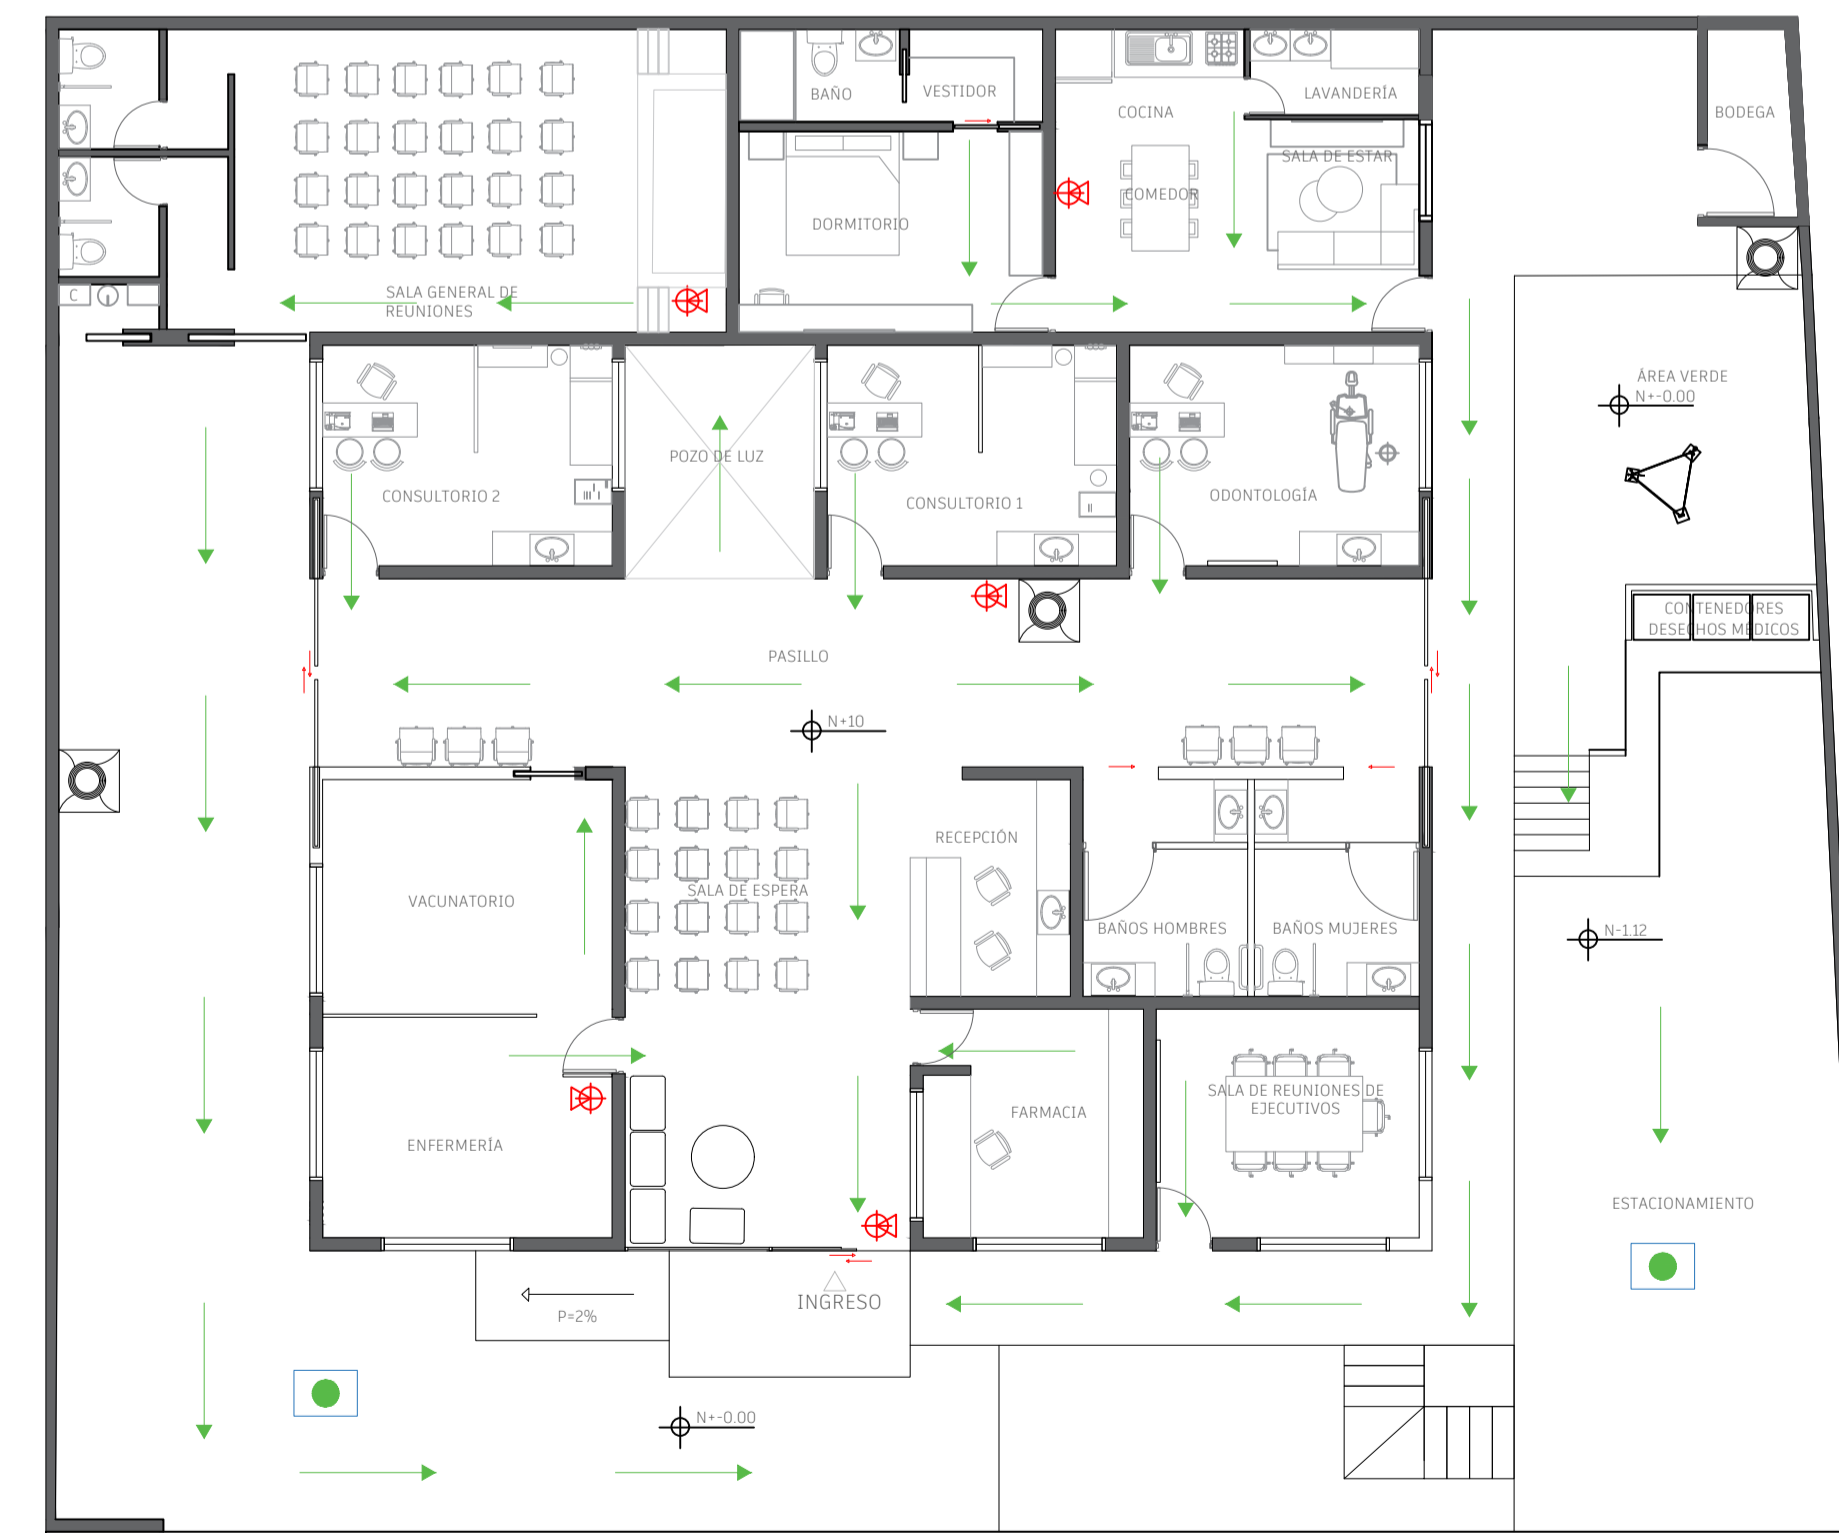 BAÑO
VESTIDOR
COCINA
LAVANDERÍA
BODEGA
SALA DE ESTAR
COMEDOR
DORMITORIO
C
SALA GENERAL DE
REUNIONES
ÁREA VERDE
N+-0.00
POZO DE LUZ
CONSULTORIO 2
CONSULTORIO 1
ODONTOLOGÍA
CONTENEDORES
DESECHOS MÉDICOS
PASILLO
N+10
RECEPCIÓN
SALA DE ESPERA
VACUNATORIO
BAÑOS HOMBRES
BAÑOS MUJERES
N-1.12
SALA DE REUNIONES DE
EJECUTIVOS
FARMACIA
ENFERMERÍA
ESTACIONAMIENTO
INGRESO
P=2%
N+-0.00